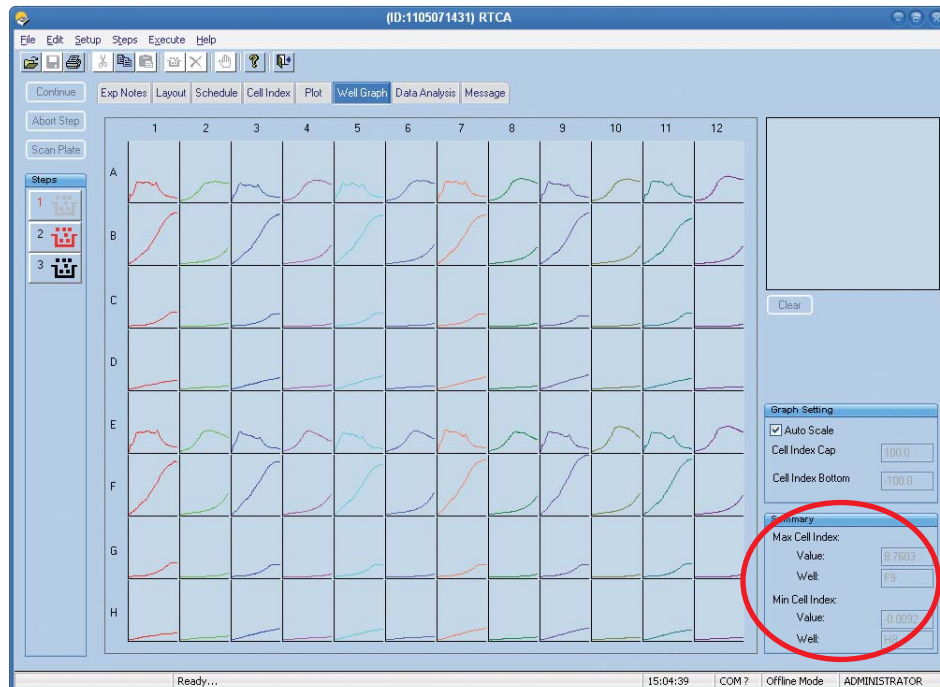 (ID:1105071431) RTCA
File Edit Setup Steps Execute Help
Continue
Exp Notes Layout Schedule Cell Index Plot Well Graph Data Analysis Message
Abort Step
Scan Plate
Steps
1
2
3
1 2 3 4 5 6 7 8 9 10 11 12
A
B
C
D
E
F
G
H
Clear
Graph Setting
Auto Scale
Cell Index Cap 100.0
Cell Index Bottom -100.0
Summary
Max Cell Index:
Value: 8.7603
Well: F9
Min Cell Index:
Value: -0.0092
Well: H8
Ready... 15:04:39 COM ? Offline Mode ADMINISTRATOR